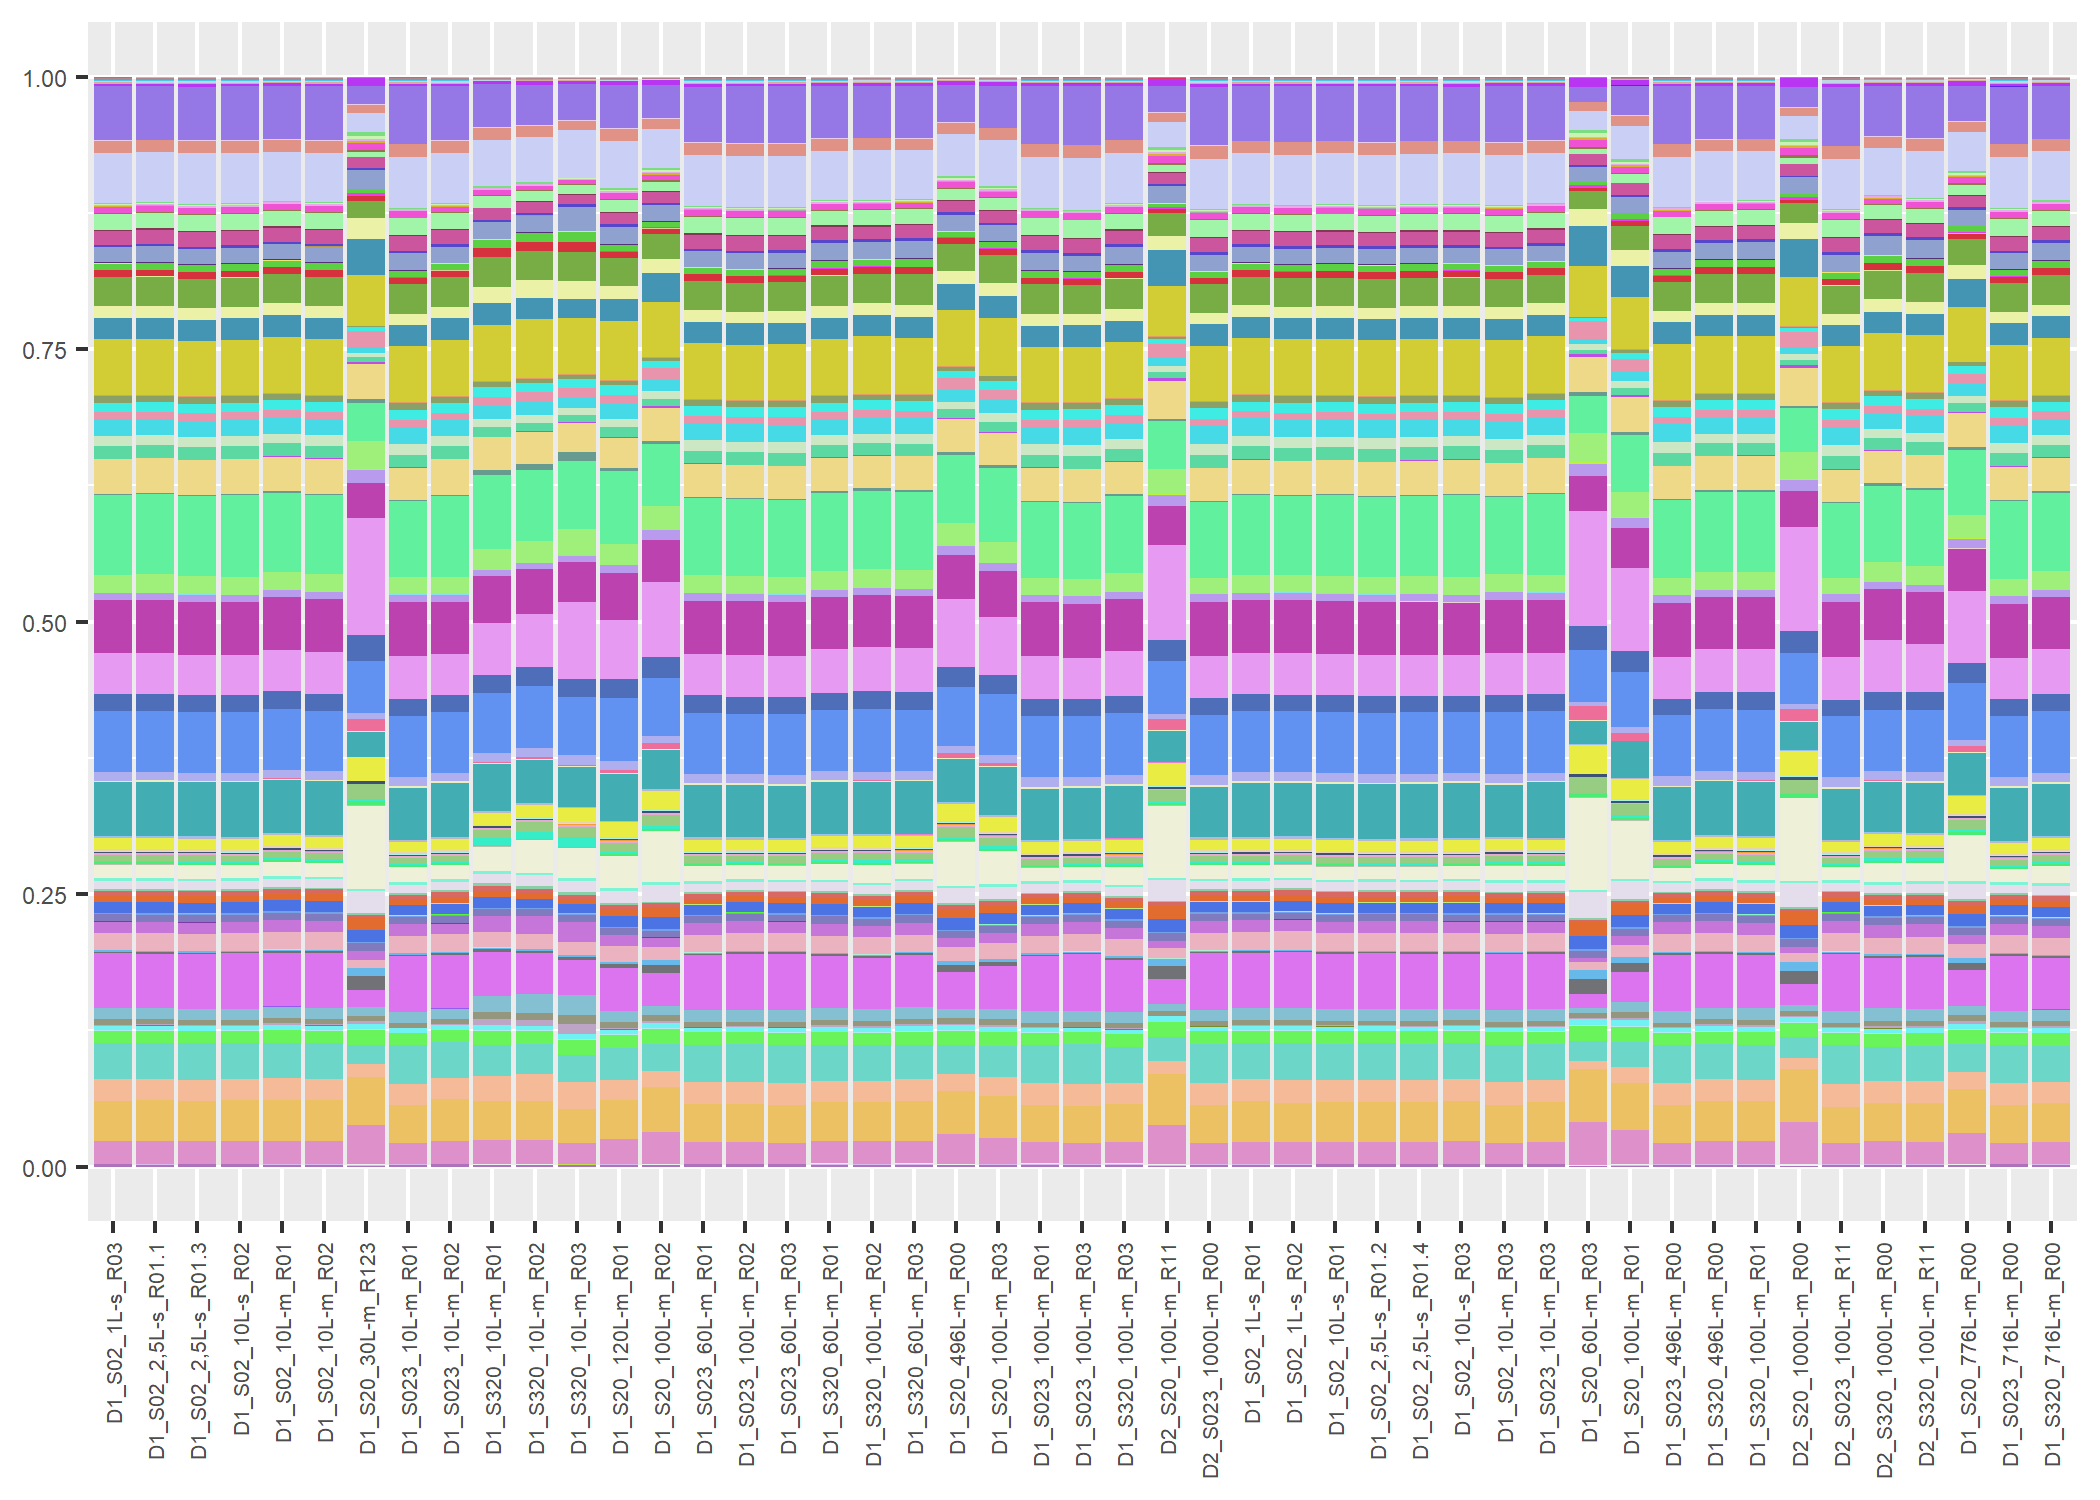 1.00
0.75
0.50
0.25
0.00
D1_S02_1L-s_R03
D1_S02_2,5L-s_R01.1
D1_S02_2,5L-s_R01.3
D1_S02_10L-s_R02
D1_S02_10L-m_R01
D1_S02_10L-m_R02
D1_S20_30L-m_R123
D1_S023_10L-m_R01
D1_S023_10L-m_R02
D1_S320_10L-m_R01
D1_S320_10L-m_R02
D1_S320_10L-m_R03
D1_S20_120L-m_R01
D1_S20_100L-m_R02
D1_S023_60L-m_R01
D1_S023_100L-m_R02
D1_S023_60L-m_R03
D1_S320_60L-m_R01
D1_S320_100L-m_R02
D1_S320_60L-m_R03
D1_S20_496L-m_R00
D1_S20_100L-m_R03
D1_S023_100L-m_R01
D1_S023_100L-m_R03
D1_S320_100L-m_R03
D2_S20_100L-m_R11
D2_S023_1000L-m_R00
D1_S02_1L-s_R01
D1_S02_1L-s_R02
D1_S02_10L-s_R01
D1_S02_2,5L-s_R01.2
D1_S02_2,5L-s_R01.4
D1_S02_10L-s_R03
D1_S02_10L-m_R03
D1_S023_10L-m_R03
D1_S20_60L-m_R03
D1_S20_100L-m_R01
D1_S023_496L-m_R00
D1_S320_496L-m_R00
D1_S320_100L-m_R01
D2_S20_1000L-m_R00
D2_S023_100L-m_R11
D2_S320_1000L-m_R00
D2_S320_100L-m_R11
D1_S20_776L-m_R00
D1_S023_716L-m_R00
D1_S320_716L-m_R00